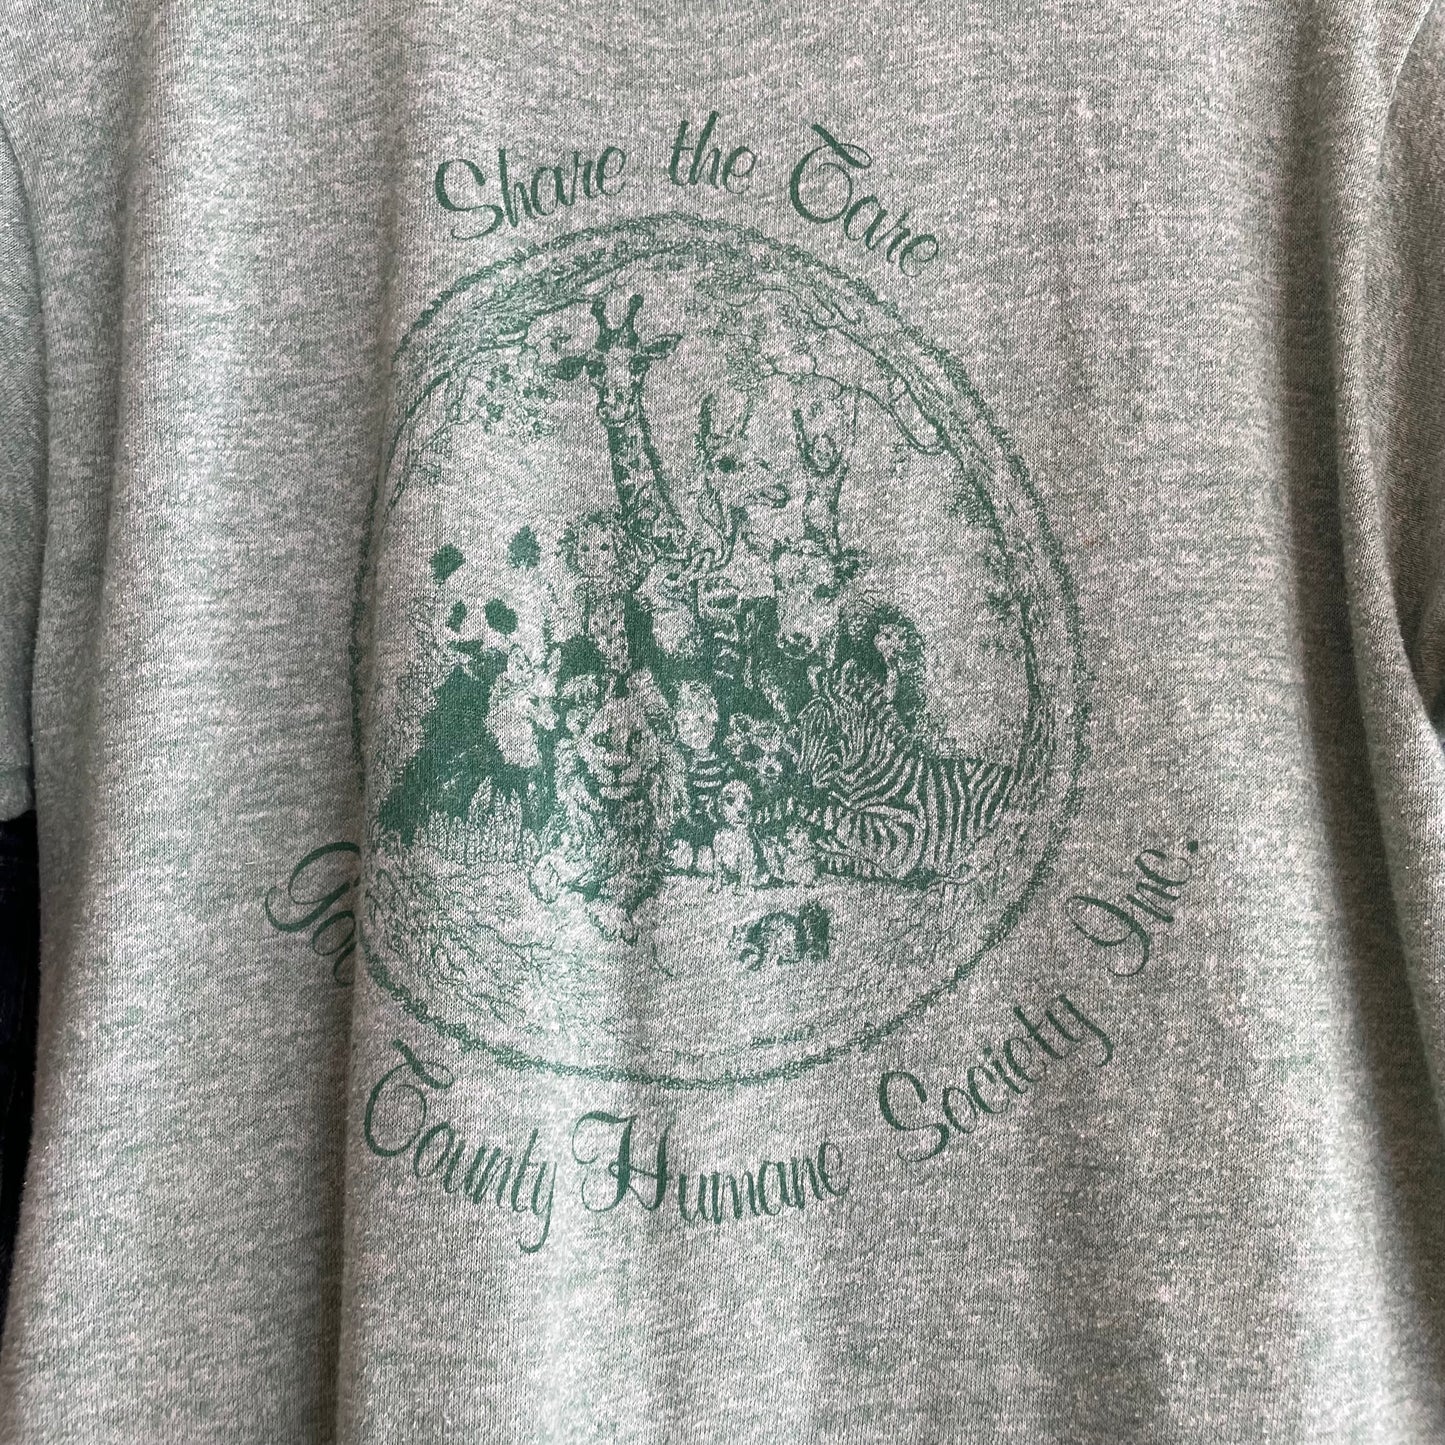 Share the Care
County Humane Society Inc.